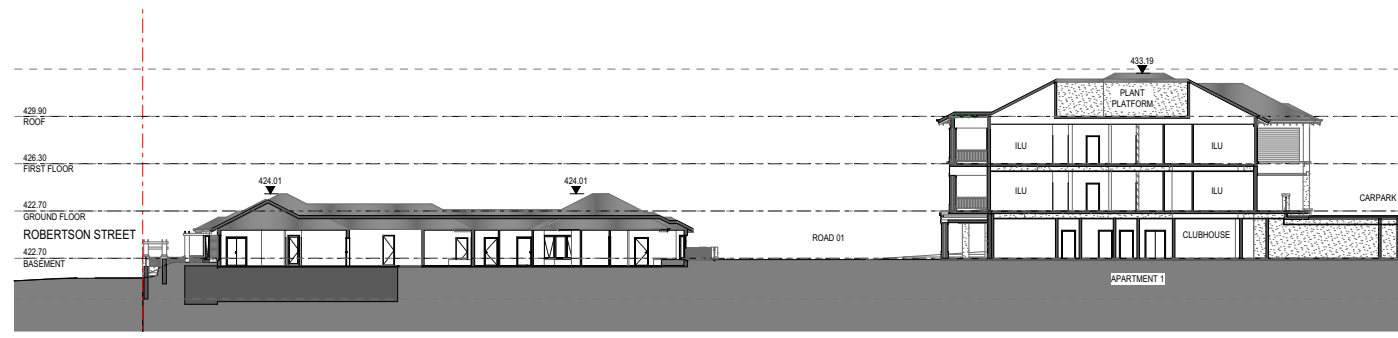 433.19
PLANT
PLATFORM
429.90
ROOF
ILU
ILU
426.30
FIRST FLOOR
424.01
424.01
ILU
ILU
CARPARK
422.70
GROUND FLOOR
ROBERTSON STREET
ROAD 01
CLUBHOUSE
422.70
BASEMENT
APARTMENT 1